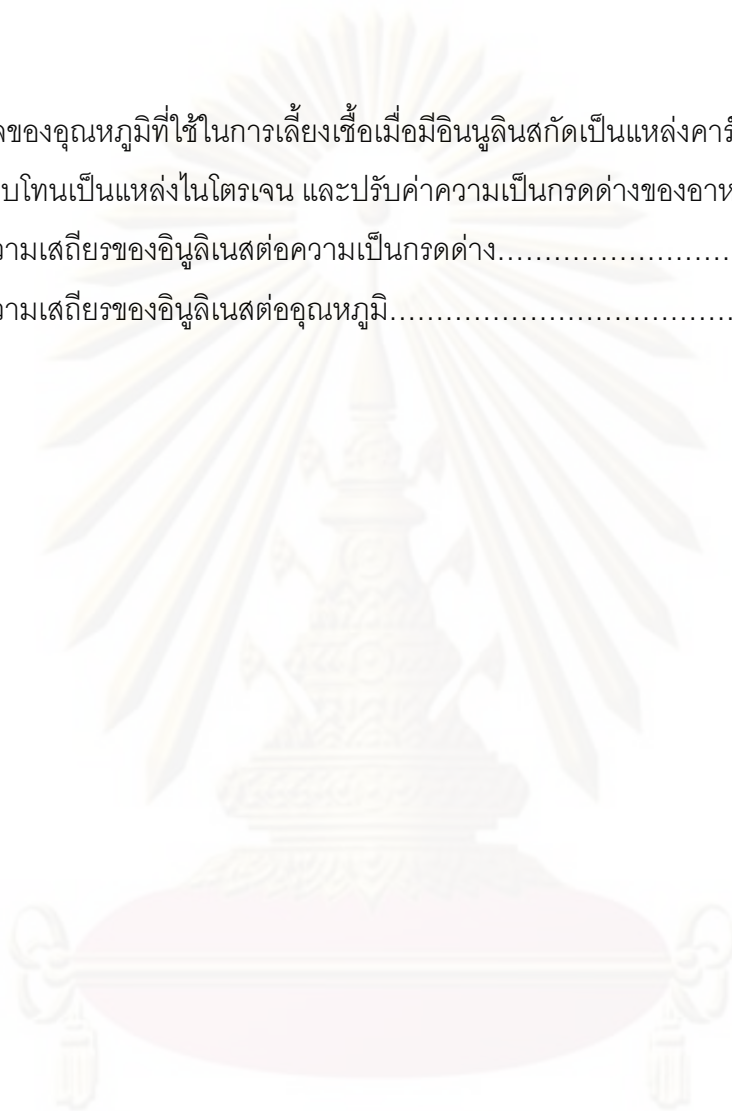 ลของอุณหภูมิที่ใช้ในการเลี้ยงเชื้อเมื่อมีอินนูลินสกัดเป็นแหล่งคาร
บโทนเป็นแหล่งไนโตรเจน และปรับค่าความเป็นกรดด่างของอาห
วามเสถียรของอินูลิเนสต่อความเป็นกรดด่าง.........................
วามเสถียรของอินูลิเนสต่ออุณหภูมิ.....................................